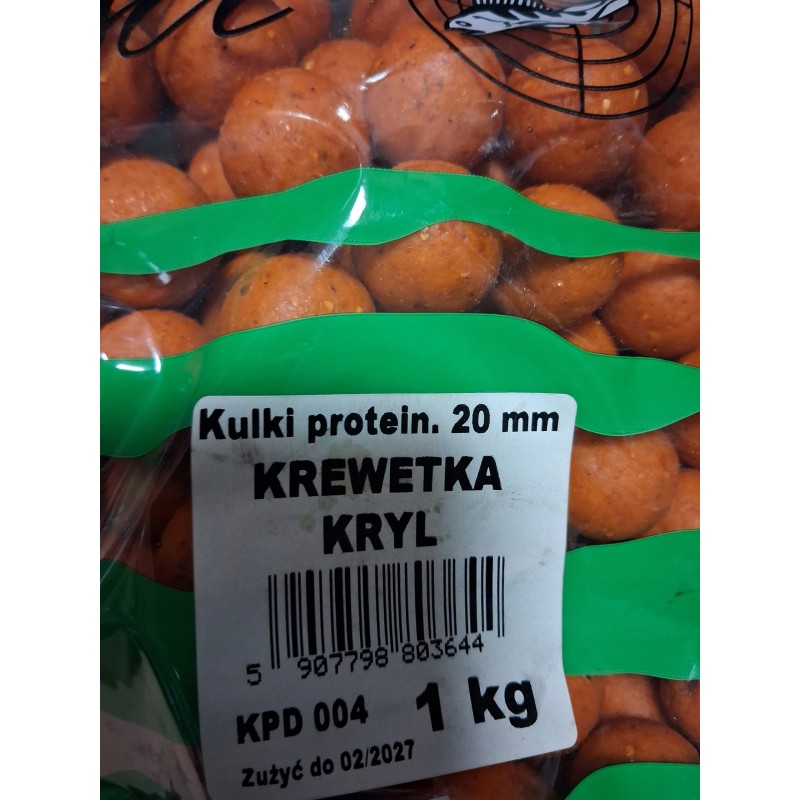 Kulki protein. 20 mm
KREWETKA
KRYL
5 907798 803644
KPD 004 1 kg
Zużyć do 02/2027